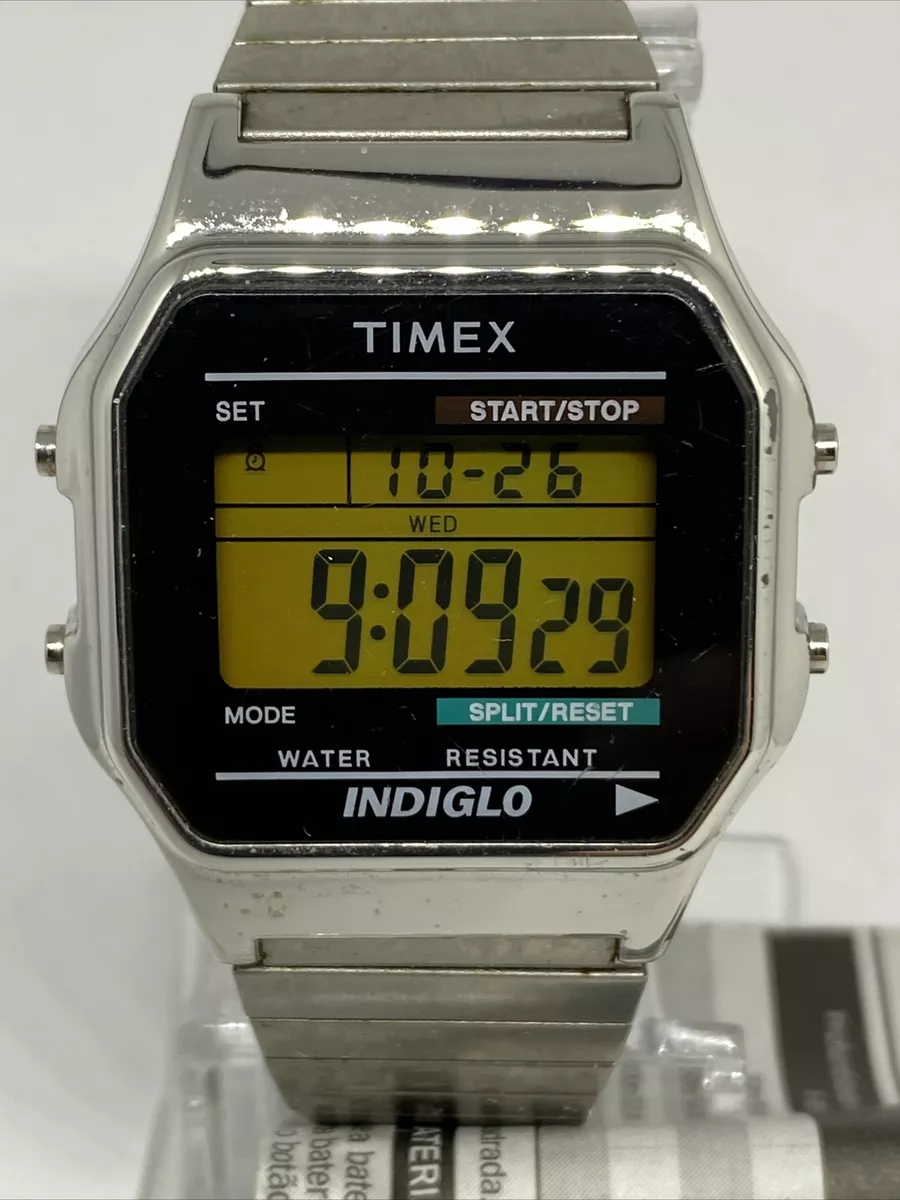 TIMEX
SET START/STOP
10-26
WED
9:09 29
MODE SPLIT/RESET
WATER RESISTANT
INDIGLO